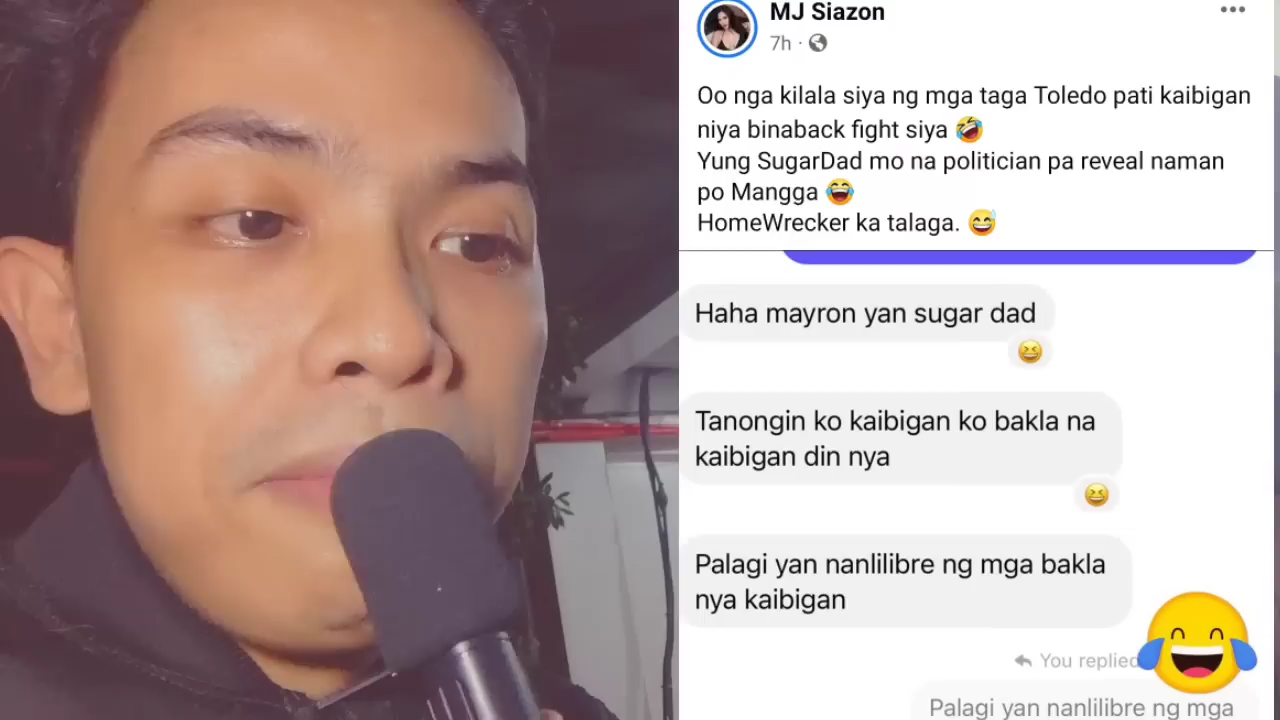 MJ Siazon
7h ·
Oo nga kilala siya ng mga taga Toledo pati kaibigan
niya binaback fight siya 🤣
Yung SugarDad mo na politician pa reveal naman
po Mangga 😂
HomeWrecker ka talaga. 😅
Haha mayron yan sugar dad
Tanongin ko kaibigan ko bakla na
kaibigan din nya
Palagi yan nanlilibre ng mga bakla
nya kaibigan
You replied
Palagi yan nanlilibre ng mga